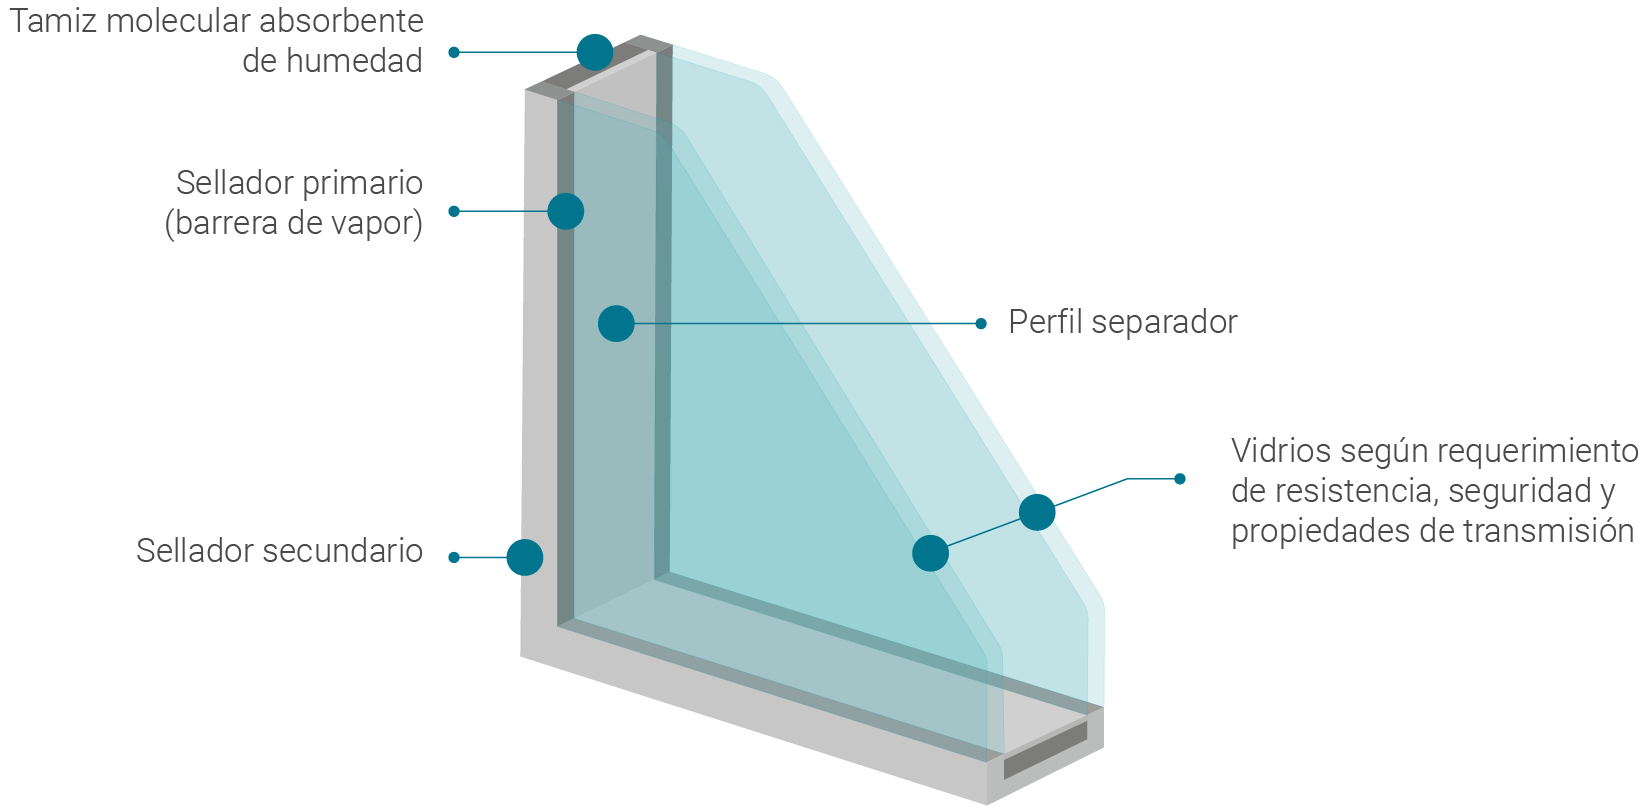 Tamiz molecular absorbente
de humedad
Sellador primario
(barrera de vapor)
Perfil separador
Vidrios según requerimiento
de resistencia, seguridad y
propiedades de transmisión
Sellador secundario